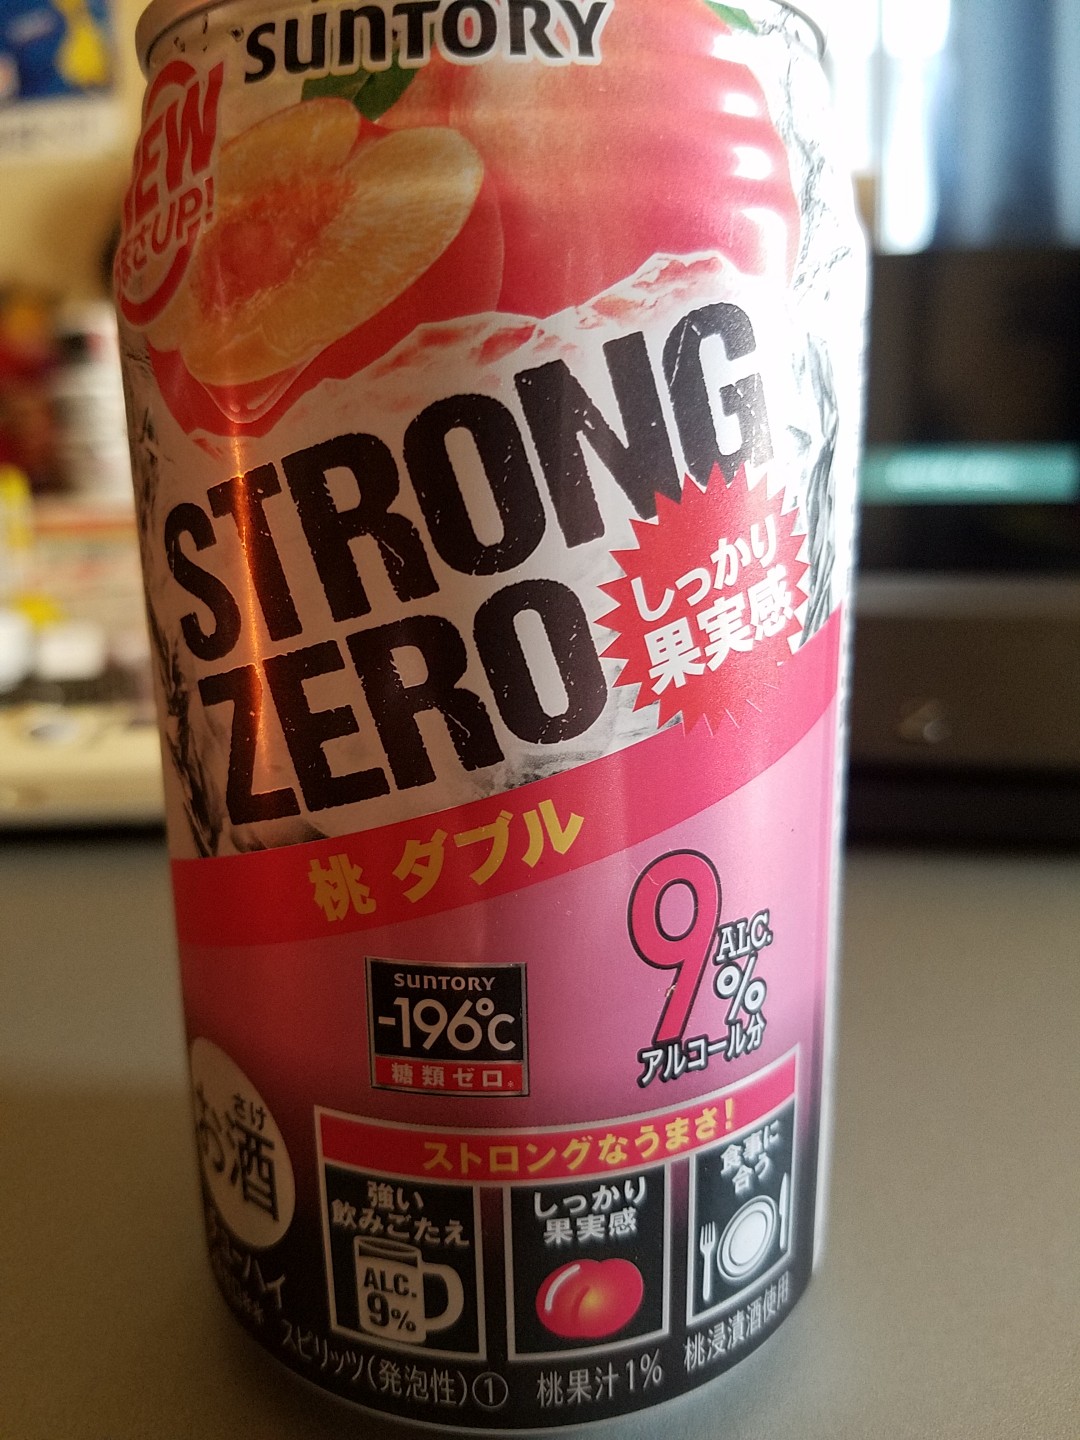 SUNTORY
NEW
UP!
STRONG
ZERO
しっかり
果実感
桃 ダブル
9 ALC. %
アルコール分
SUNTORY
-196℃
糖類ゼロ*
さけ
お酒
ストロングなうまさ!
強い
飲みごたえ
ALC.
9%
しっかり
果実感
食事に
合う
スピリッツ(発泡性)①
桃果汁1%
桃浸漬酒使用